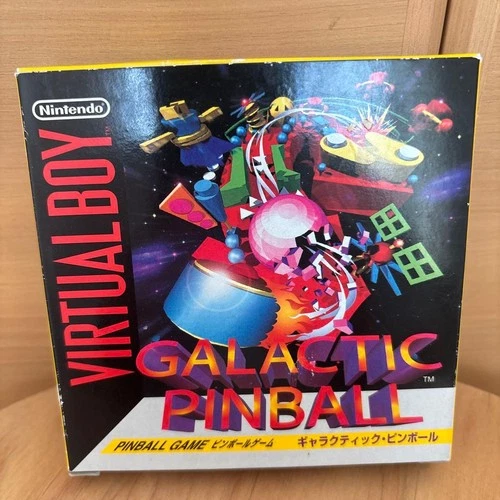 Nintendo
VIRTUAL BOY
GALACTIC
PINBALL
TM
PINBALL GAME ピンボールゲーム
ギャラクティック・ピンボール